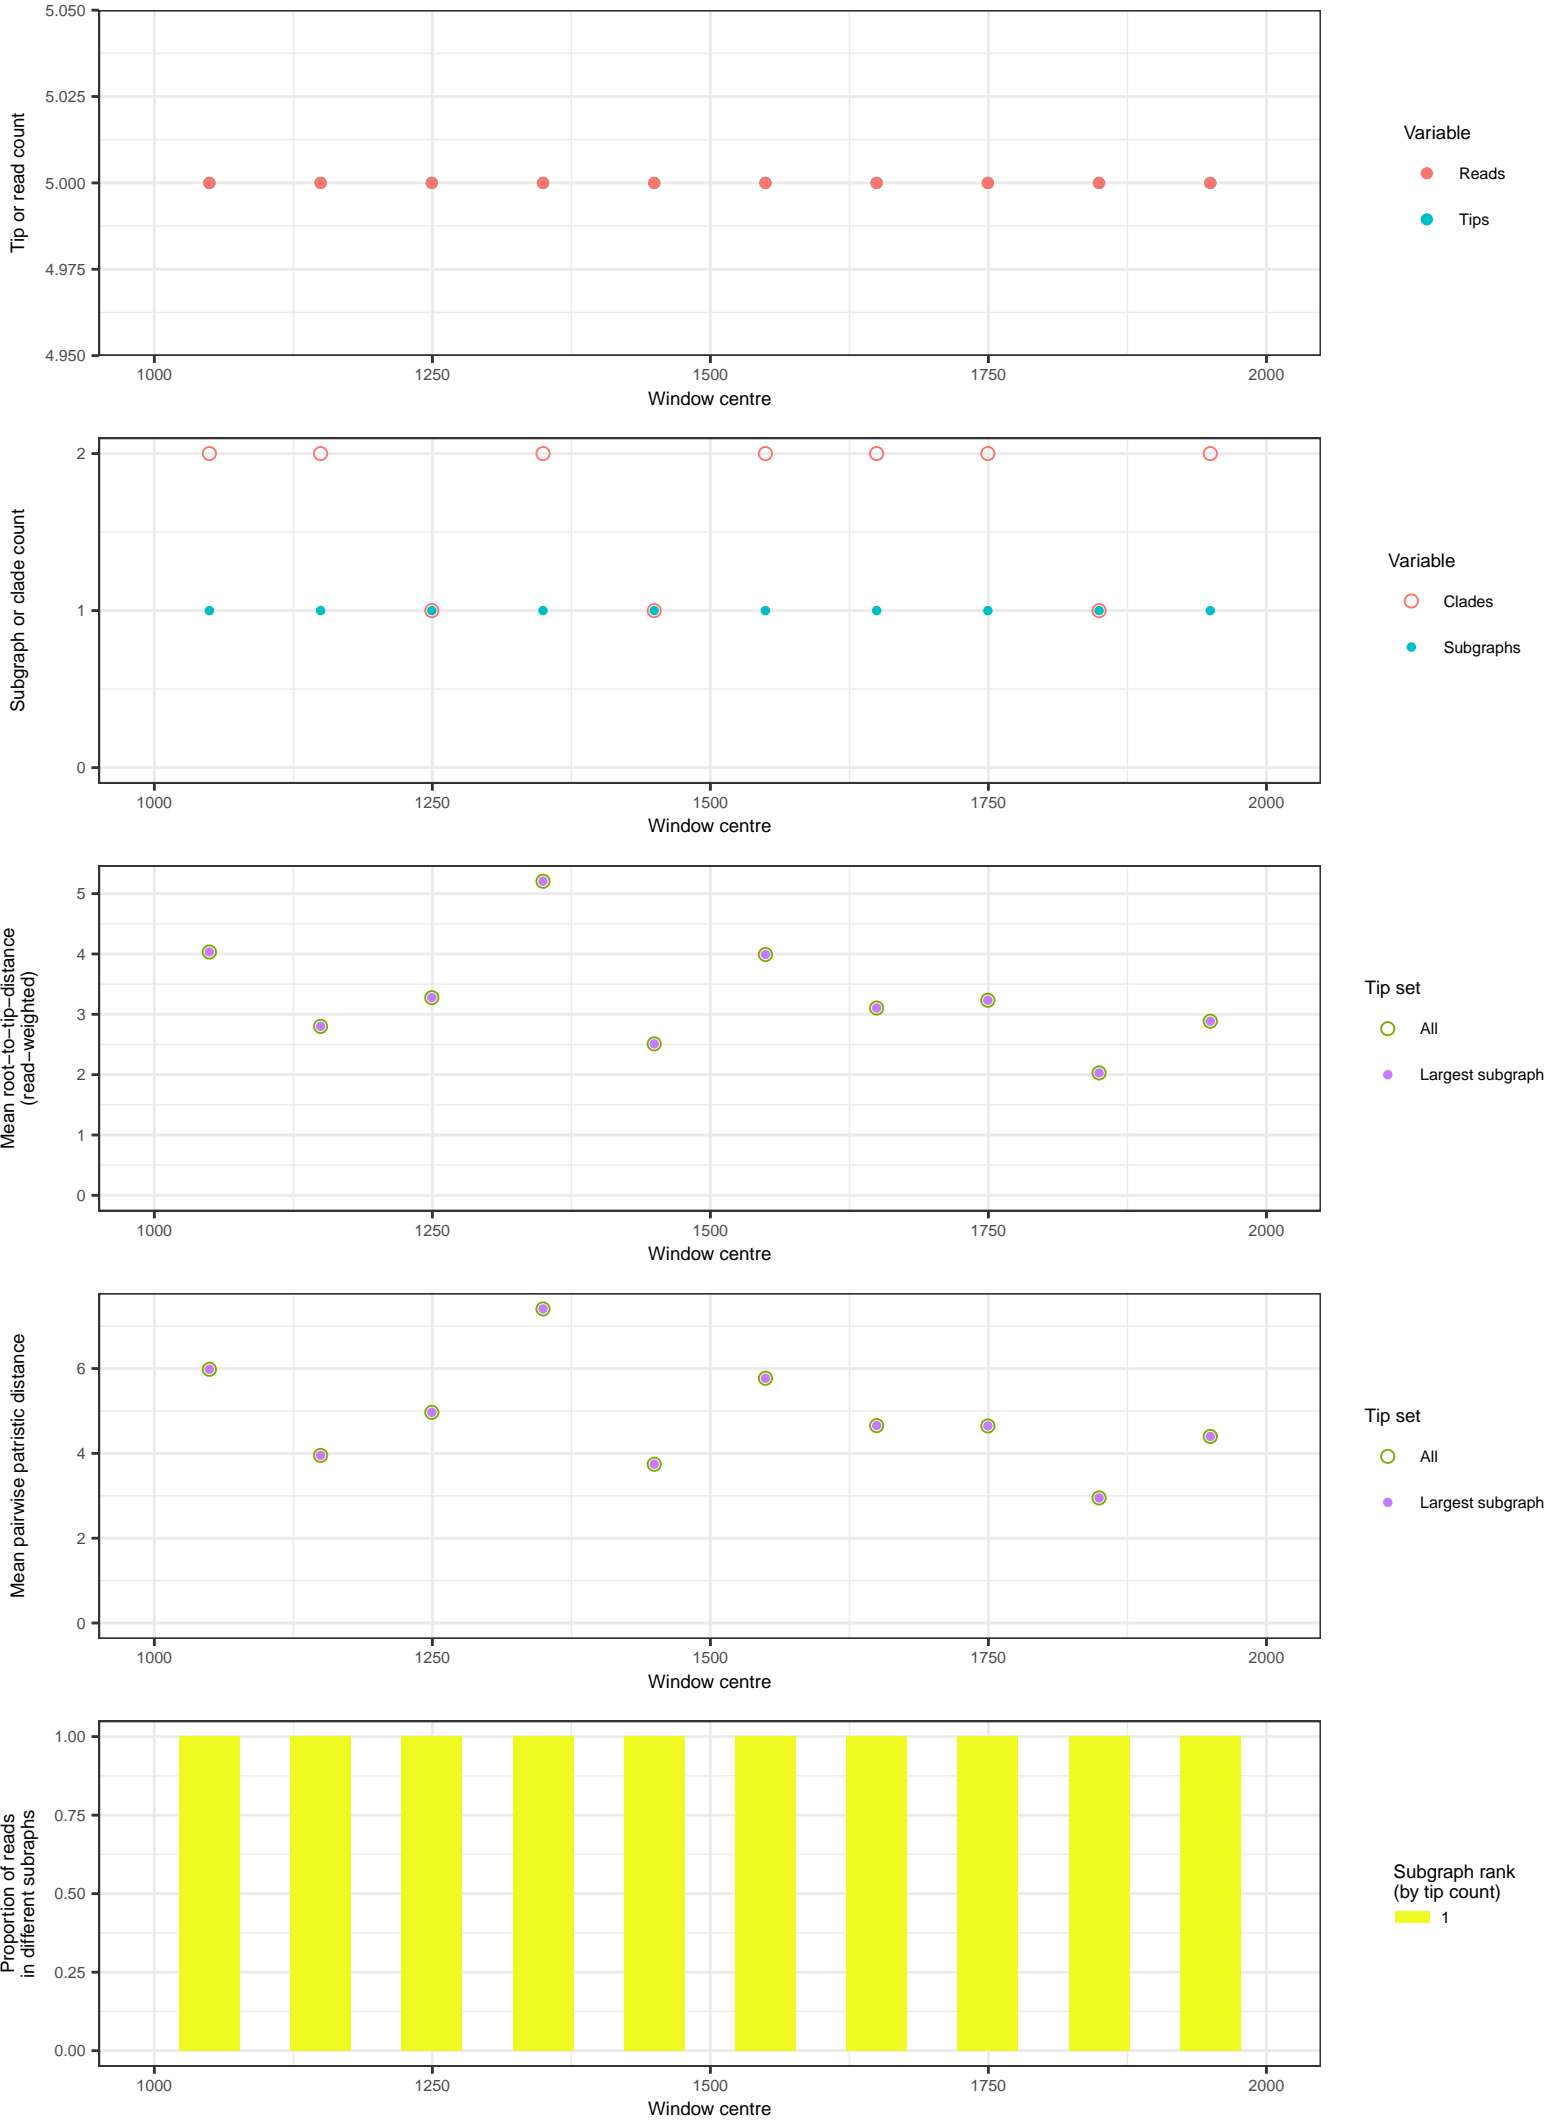 Tip or read count
5.050
5.025
5.000
4.975
4.950
1000 1250 1500 1750 2000
Window centre
Variable
Reads
Tips
Subgraph or clade count
2
1
0
1000 1250 1500 1750 2000
Window centre
Variable
Clades
Subgraphs
Mean root−to−tip−distance
(read−weighted)
5
4
3
2
1
0
1000 1250 1500 1750 2000
Window centre
Tip set
All
Largest subgraph
Mean pairwise patristic distance
6
4
2
0
1000 1250 1500 1750 2000
Window centre
Tip set
All
Largest subgraph
Proportion of reads
in different subraphs
1.00
0.75
0.50
0.25
0.00
1000 1250 1500 1750 2000
Window centre
Subgraph rank
(by tip count)
1